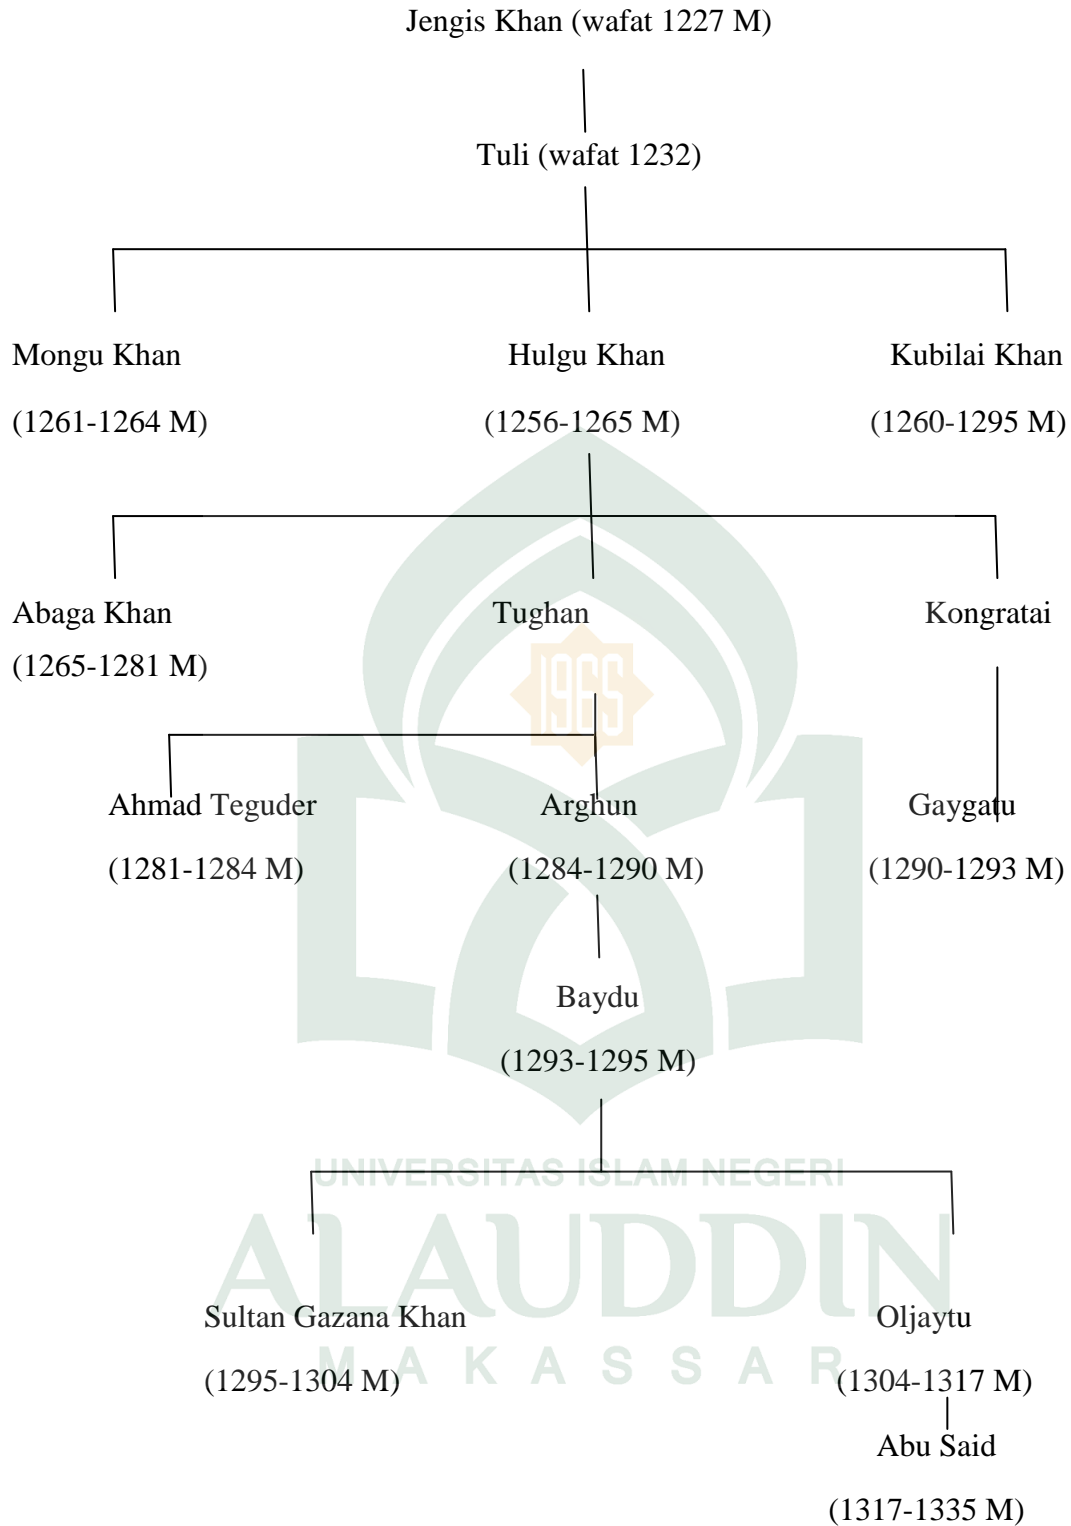 Jengis Khan (wafat 1227 M)
Tuli (wafat 1232)
Mongu Khan Hulgu Khan Kubilai Khan
(1261-1264 M) (1256-1265 M) (1260-1295 M)
Abaga Khan Tughan Kongratai
(1265-1281 M)
1965
Ahmad Teguder Arghun Gaygatu
(1281-1284 M) (1284-1290 M) (1290-1293 M)
Baydu
(1293-1295 M)
UNIVERSITAS ISLAM NEGERI
ALAUDDIN
Sultan Gazana Khan Oljaytu
MAKASSAR
(1295-1304 M) (1304-1317 M)
Abu Said
(1317-1335 M)